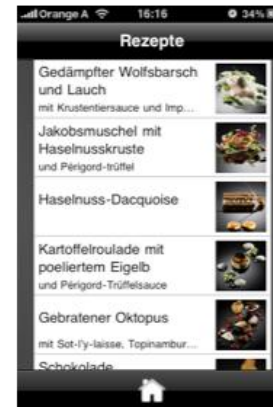 Orange A 16:16 34%
Rezepte
Gedämpfter Wolfsbarsch
und Lauch
mit Krustentiersauce und Imp...
Jakobsmuschel mit
Haselnusskruste
und Périgord-trüffel
Haselnuss-Dacquoise
Kartoffelroulade mit
poeliertem Eigelb
und Périgord-Trüffelsauce
Gebratener Oktopus
mit Sot-l'y-laisse, Topinambur...
Schokolade